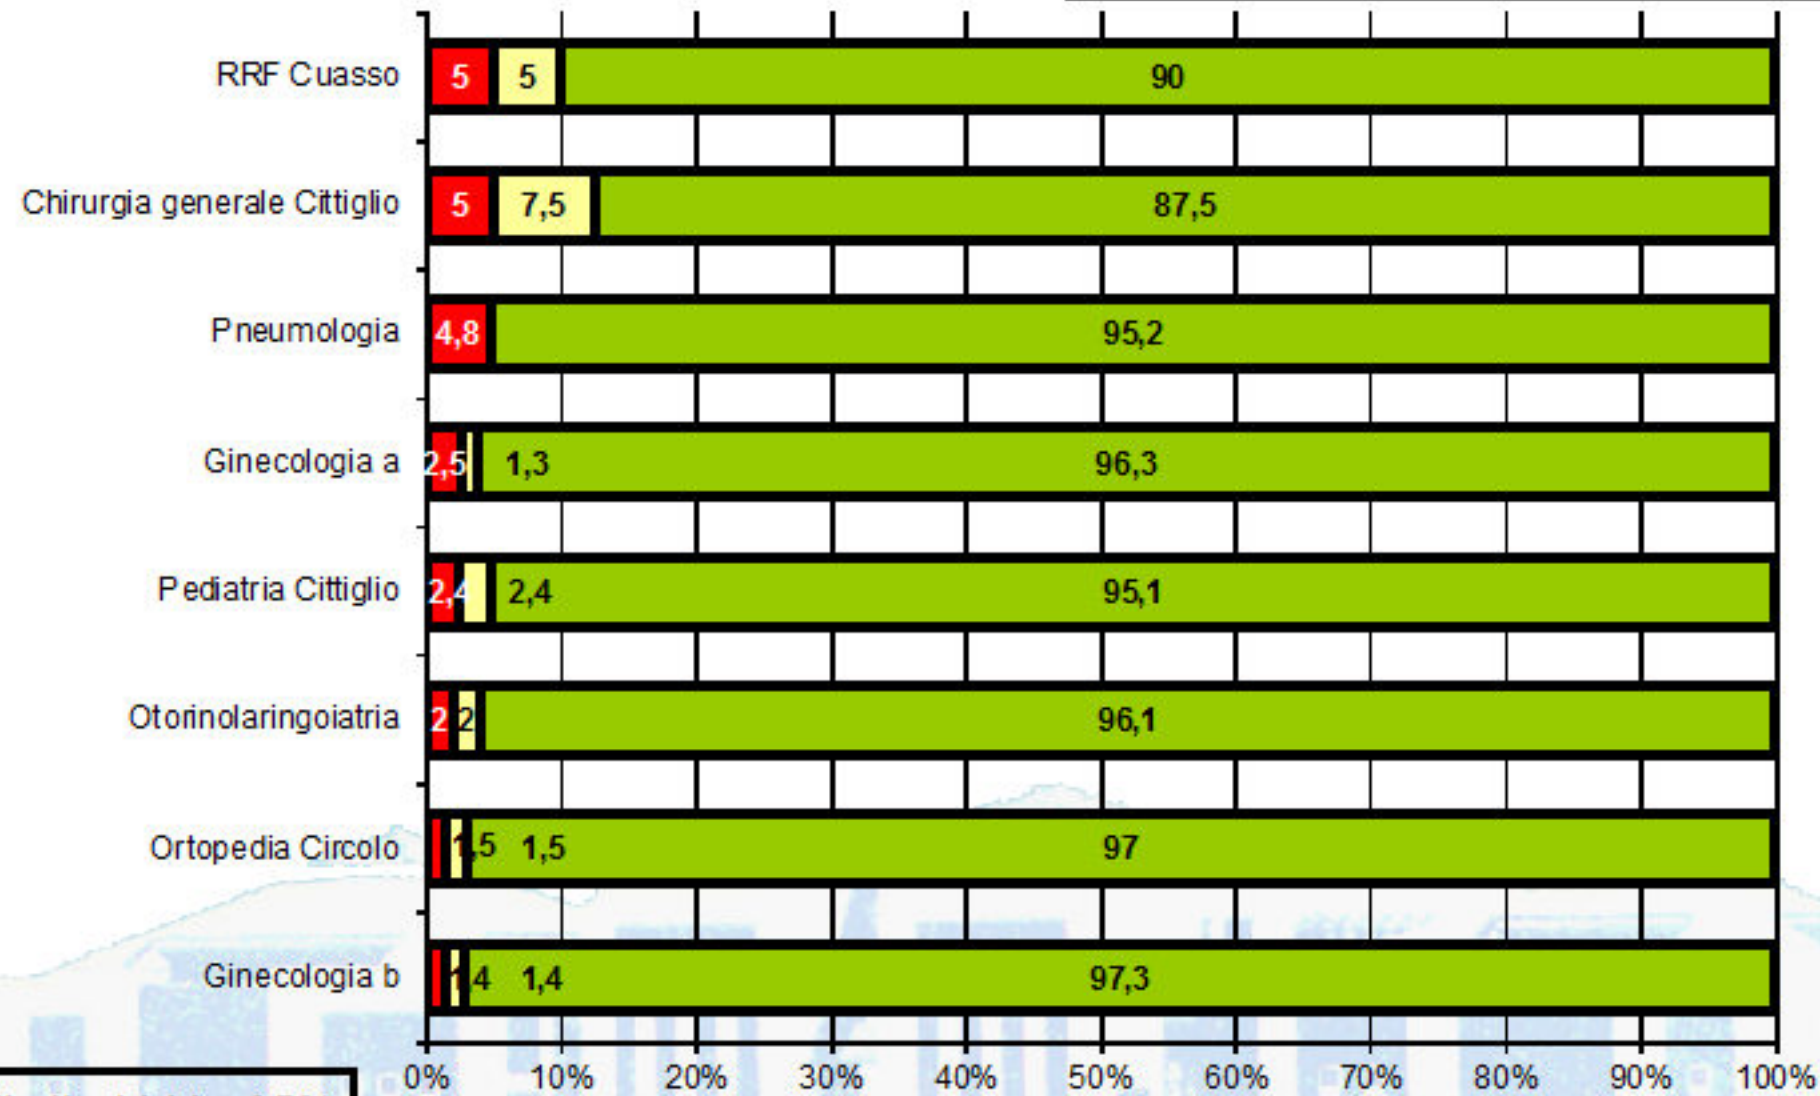 RRF Cuasso 5 5 90
Chirurgia generale Cittiglio 5 7,5 87,5
Pneumologia 4,8 95,2
Ginecologia a 2,5 1,3 96,3
Pediatria Cittiglio 2,4 2,4 95,1
Otorinolaringoiatria 2 2 96,1
Ortopedia Circolo 1,5 1,5 97
Ginecologia b 1,4 1,4 97,3
0% 10% 20% 30% 40% 50% 60% 70% 80% 90% 100%